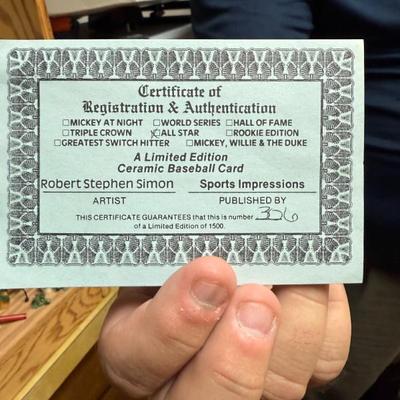 Certificate of
Registration & Authentication
☐MICKEY AT NIGHT ☐WORLD SERIES ☐HALL OF FAME
☐TRIPLE CROWN ☒ALL STAR ☐ROOKIE EDITION
☐GREATEST SWITCH HITTER ☐MICKEY, WILLIE & THE DUKE
A Limited Edition
Ceramic Baseball Card
Robert Stephen Simon Sports Impressions
ARTIST PUBLISHED BY
THIS CERTIFICATE GUARANTEES that this is number 326
of a Limited Edition of 1500.